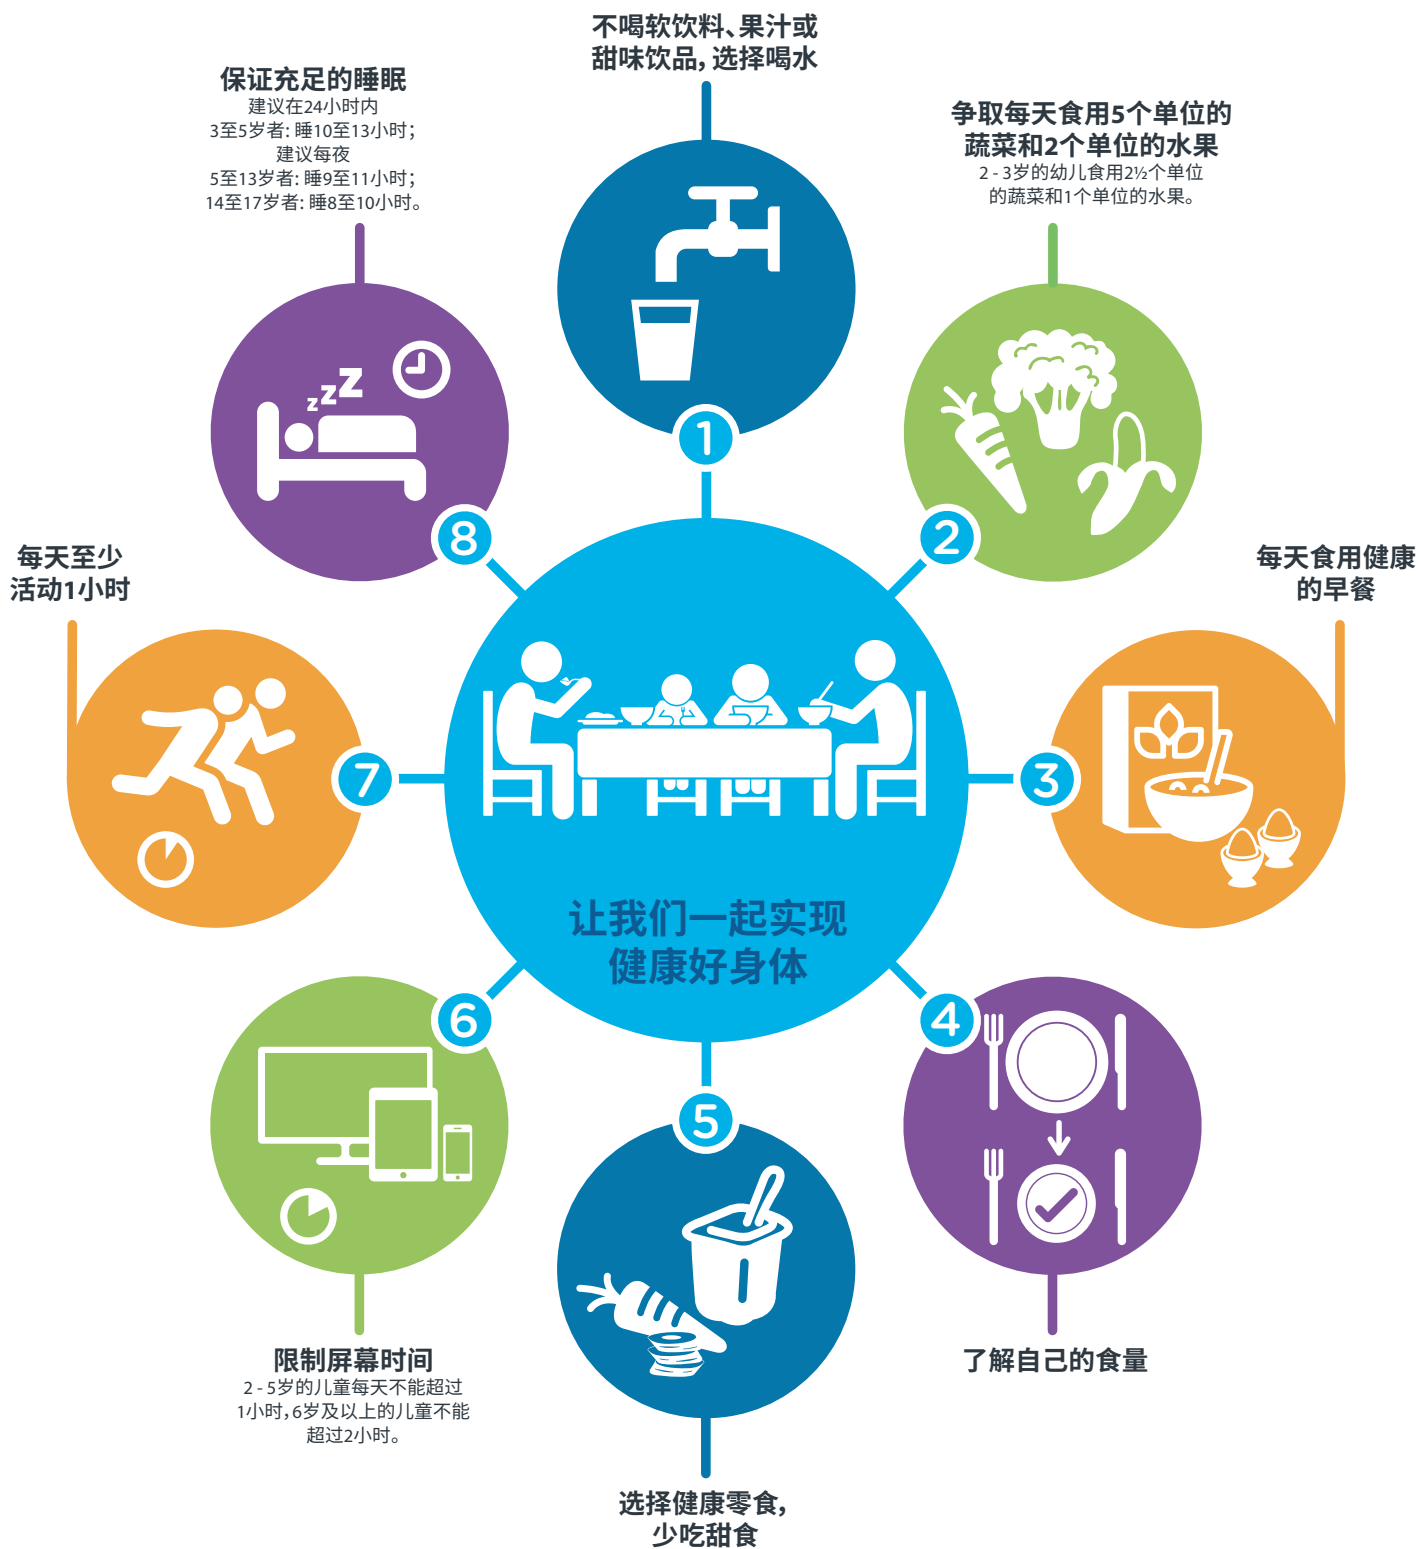 不喝软饮料、果汁或
甜味饮品，选择喝水
1
争取每天食用5个单位的
蔬菜和2个单位的水果
2 - 3岁的幼儿食用2½个单位
的蔬菜和1个单位的水果。
2
每天食用健康
的早餐
3
4
了解自己的食量
5
选择健康零食，
少吃甜食
6
限制屏幕时间
2 - 5岁的儿童每天不能超过
1小时，6岁及以上的儿童不能
超过2小时。
每天至少
活动1小时
7
保证充足的睡眠
建议在24小时内
3至5岁者：睡10至13小时；
建议每夜
5至13岁者：睡9至11小时；
14至17岁者：睡8至10小时。
zzz
8
让我们一起实现
健康好身体